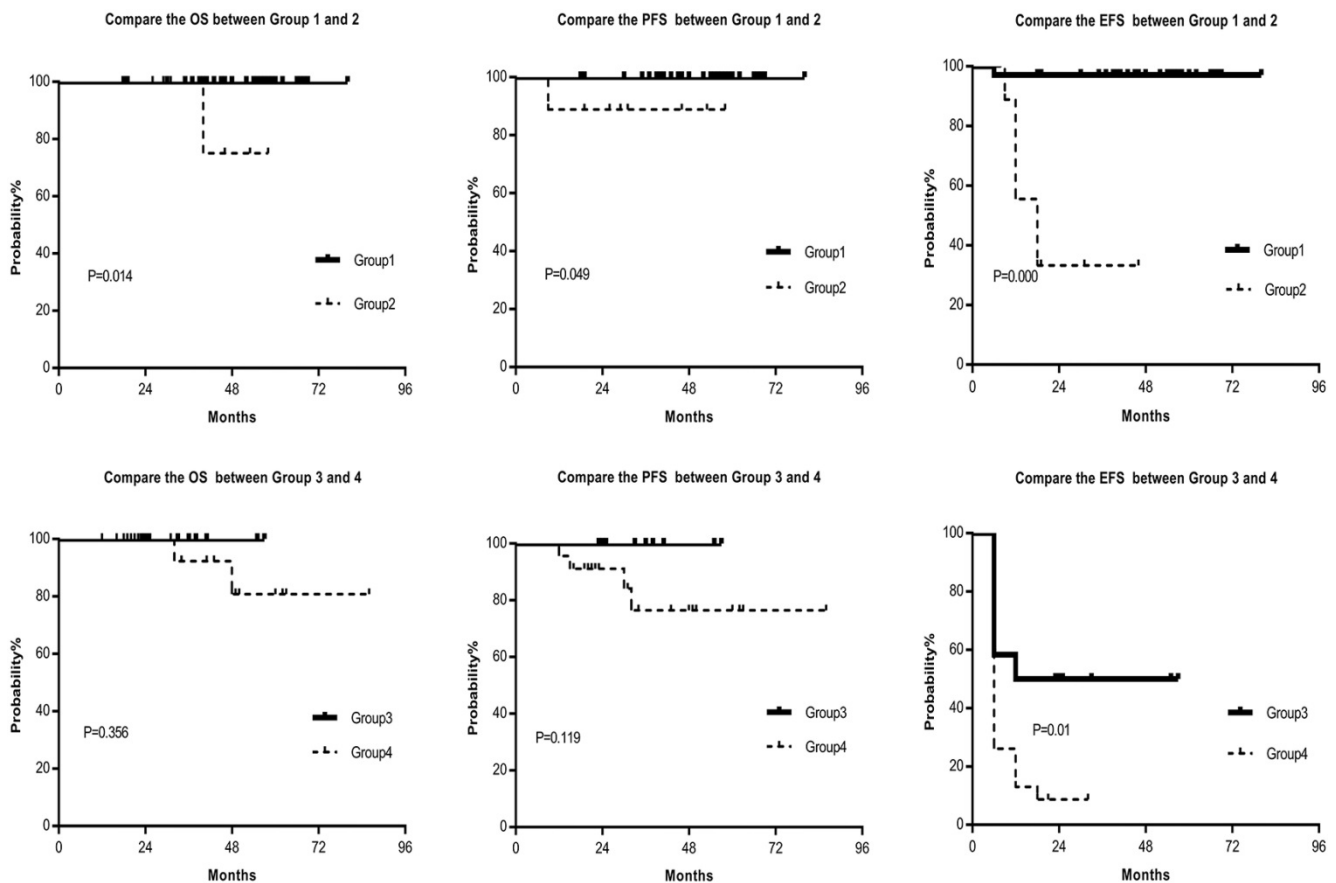 Compare the OS between Group 1 and 2
Probability%
100
80
60
40
20
0
P=0.014
Group1
Group2
0 24 48 72 96
Months
Compare the PFS between Group 1 and 2
Probability%
100
80
60
40
20
0
P=0.049
Group1
Group2
0 24 48 72 96
Months
Compare the EFS between Group 1 and 2
Probability%
100
80
60
40
20
0
P=0.000
Group1
Group2
0 24 48 72 96
Months
Compare the OS between Group 3 and 4
Probability%
100
80
60
40
20
0
P=0.356
Group3
Group4
0 24 48 72 96
Months
Compare the PFS between Group 3 and 4
Probability%
100
80
60
40
20
0
P=0.119
Group3
Group4
0 24 48 72 96
Months
Compare the EFS between Group 3 and 4
Probability%
100
80
60
40
20
0
P=0.01
Group3
Group4
0 24 48 72 96
Months